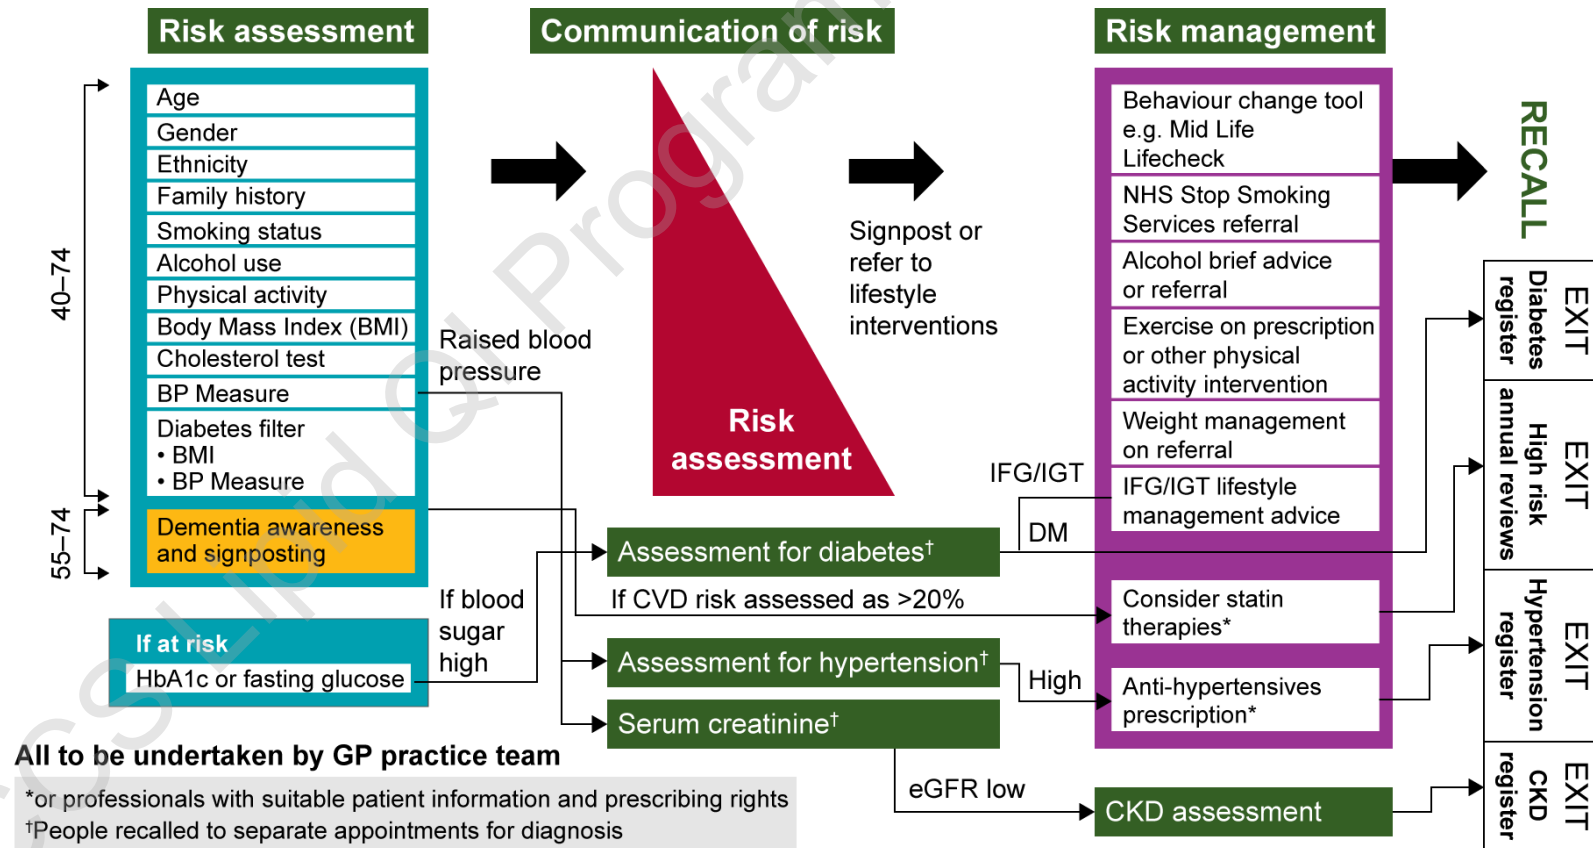 Risk assessment
Communication of risk
Risk management
40–74
55–74
Age
Gender
Ethnicity
Family history
Smoking status
Alcohol use
Physical activity
Body Mass Index (BMI)
Cholesterol test
BP Measure
Diabetes filter
• BMI
• BP Measure
Dementia awareness
and signposting
If at risk
HbA1c or fasting glucose
Raised blood
pressure
If blood
sugar
high
Risk
assessment
Signpost or
refer to
lifestyle
interventions
Assessment for diabetes†
IFG/IGT
DM
If CVD risk assessed as >20%
Assessment for hypertension†
High
Serum creatinine†
eGFR low
Behaviour change tool
e.g. Mid Life
Lifecheck
NHS Stop Smoking
Services referral
Alcohol brief advice
or referral
Exercise on prescription
or other physical
activity intervention
Weight management
on referral
IFG/IGT lifestyle
management advice
Consider statin
therapies*
Anti-hypertensives
prescription*
CKD assessment
RECALL
EXIT
Diabetes
register
EXIT
High risk
annual reviews
EXIT
Hypertension
register
EXIT
CKD
register
All to be undertaken by GP practice team
*or professionals with suitable patient information and prescribing rights
†People recalled to separate appointments for diagnosis
CS Lipid QI Program